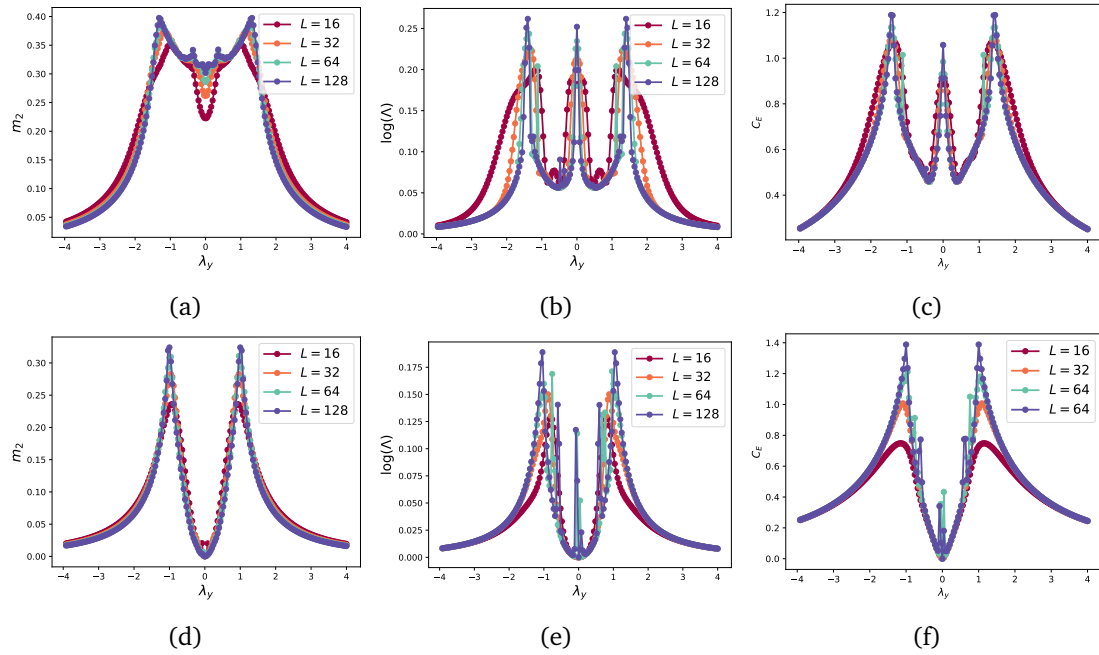 0.40
0.35
0.30
0.25
0.20
0.15
0.10
0.05
m₂
−4 −3 −2 −1 0 1 2 3 4
λ_y
L = 16
L = 32
L = 64
L = 128
(a)
0.25
0.20
0.15
0.10
0.05
0.00
log(Λ)
−4 −3 −2 −1 0 1 2 3 4
λ_y
L = 16
L = 32
L = 64
L = 128
(b)
1.2
1.0
0.8
0.6
0.4
C_E
−4 −3 −2 −1 0 1 2 3 4
λ_y
L = 16
L = 32
L = 64
L = 128
(c)
0.30
0.25
0.20
0.15
0.10
0.05
0.00
m₂
−4 −3 −2 −1 0 1 2 3 4
λ_y
L = 16
L = 32
L = 64
L = 128
(d)
0.175
0.150
0.125
0.100
0.075
0.050
0.025
0.000
log(Λ)
−4 −3 −2 −1 0 1 2 3 4
λ_y
L = 16
L = 32
L = 64
L = 128
(e)
1.4
1.2
1.0
0.8
0.6
0.4
0.2
0.0
C_E
−4 −3 −2 −1 0 1 2 3 4
λ_y
L = 16
L = 32
L = 64
L = 64
(f)